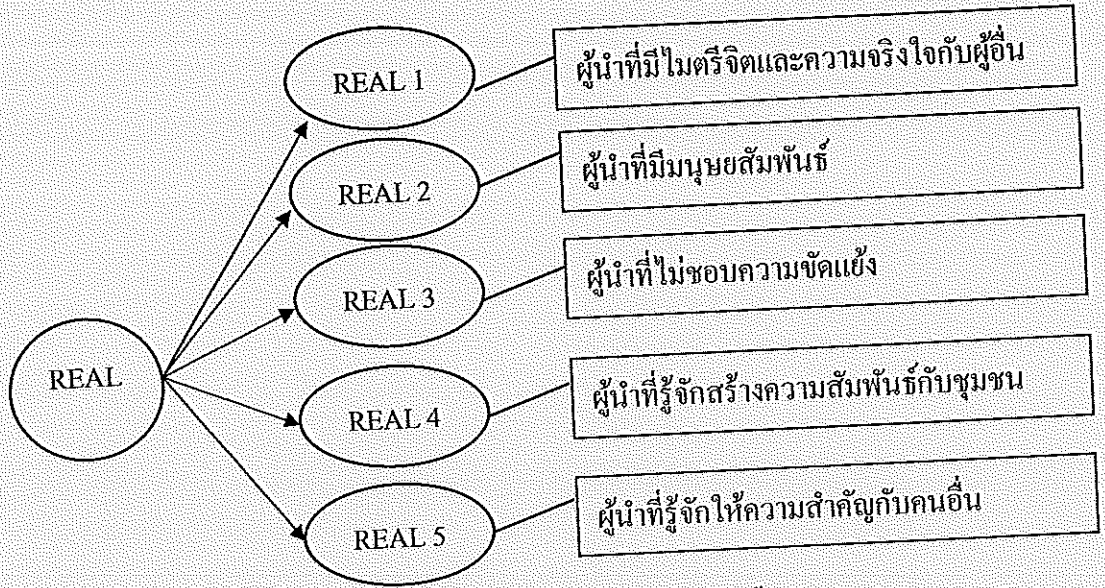 REAL 1
ผู้นำที่มีไมตรีจิตและความจริงใจกับผู้อื่น
REAL 2
ผู้นำที่มีมนุษยสัมพันธ์
REAL 3
ผู้นำที่ไม่ชอบความขัดแย้ง
REAL
REAL 4
ผู้นำที่รู้จักสร้างความสัมพันธ์กับชุมชน
REAL 5
ผู้นำที่รู้จักให้ความสำคัญกับคนอื่น